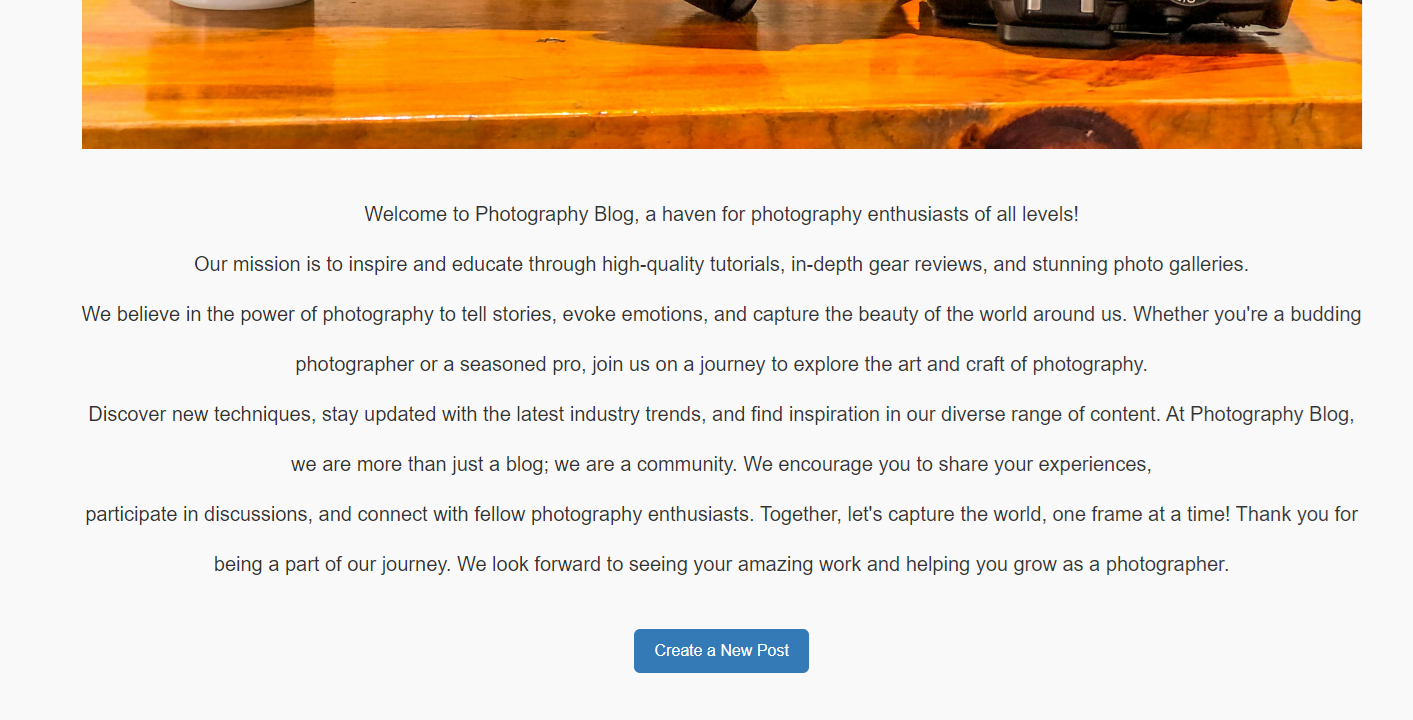 Welcome to Photography Blog, a haven for photography enthusiasts of all levels!
Our mission is to inspire and educate through high-quality tutorials, in-depth gear reviews, and stunning photo galleries.
We believe in the power of photography to tell stories, evoke emotions, and capture the beauty of the world around us. Whether you're a budding
photographer or a seasoned pro, join us on a journey to explore the art and craft of photography.
Discover new techniques, stay updated with the latest industry trends, and find inspiration in our diverse range of content. At Photography Blog,
we are more than just a blog; we are a community. We encourage you to share your experiences,
participate in discussions, and connect with fellow photography enthusiasts. Together, let's capture the world, one frame at a time! Thank you for
being a part of our journey. We look forward to seeing your amazing work and helping you grow as a photographer.
Create a New Post